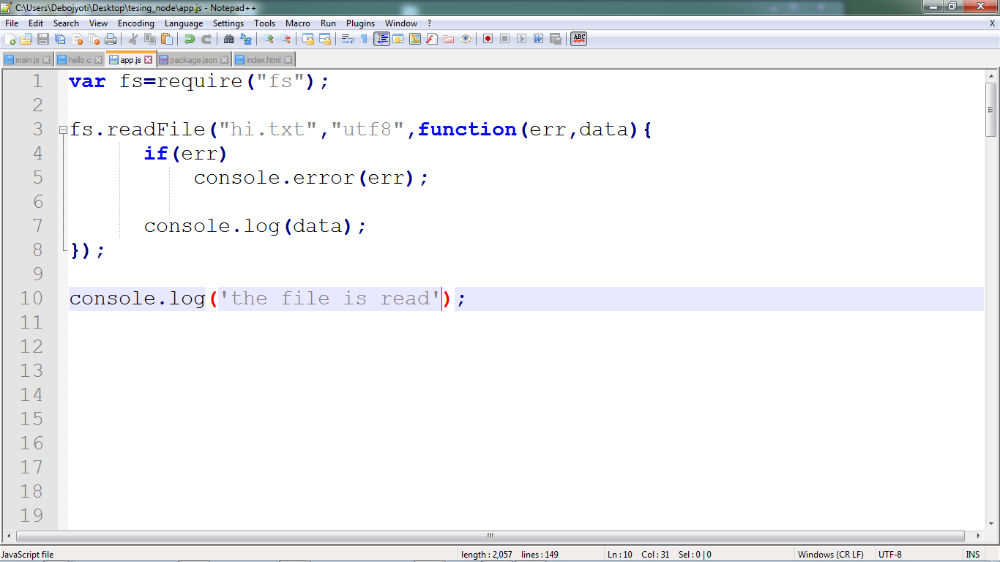 C:\Users\Debojyoti\Desktop\tesing_node\app.js - Notepad++
File Edit Search View Encoding Language Settings Tools Macro Run Plugins Window ? X
ABC
main.js hello.c app.js package.json index.html
1 var fs=require("fs");
2
3 fs.readFile("hi.txt","utf8",function(err,data){
4 if(err)
5 console.error(err);
6
7 console.log(data);
8 });
9
10 console.log('the file is read');
11
12
13
14
15
16
17
18
19
JavaScript file length : 2,057 lines : 149 Ln : 10 Col : 31 Sel : 0 | 0 Windows (CR LF) UTF-8 INS